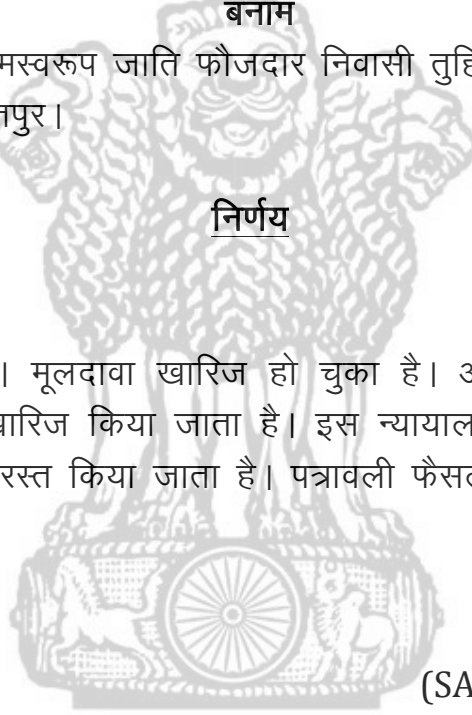 बनाम
मस्वरूप जाति फौजदार निवासी तुहि
तपुर।
निर्णय
। मूलदावा खारिज हो चुका है। अ
खारिज किया जाता है। इस न्यायाल
रस्त किया जाता है। पत्रावली फैसल
(SA